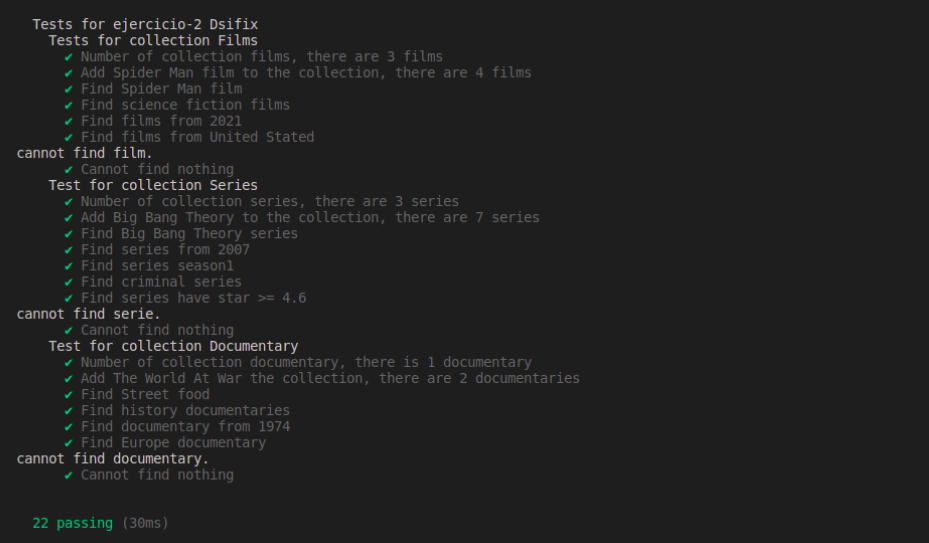 Tests for ejercicio-2 Dsifix
Tests for collection Films
✔ Number of collection films, there are 3 films
✔ Add Spider Man film to the collection, there are 4 films
✔ Find Spider Man film
✔ Find science fiction films
✔ Find films from 2021
✔ Find films from United Stated
cannot find film.
✔ Cannot find nothing
Test for collection Series
✔ Number of collection series, there are 3 series
✔ Add Big Bang Theory to the collection, there are 7 series
✔ Find Big Bang Theory series
✔ Find series from 2007
✔ Find series season1
✔ Find criminal series
✔ Find series have star >= 4.6
cannot find serie.
✔ Cannot find nothing
Test for collection Documentary
✔ Number of collection documentary, there is 1 documentary
✔ Add The World At War the collection, there are 2 documentaries
✔ Find Street food
✔ Find history documentaries
✔ Find documentary from 1974
✔ Find Europe documentary
cannot find documentary.
✔ Cannot find nothing
22 passing (30ms)